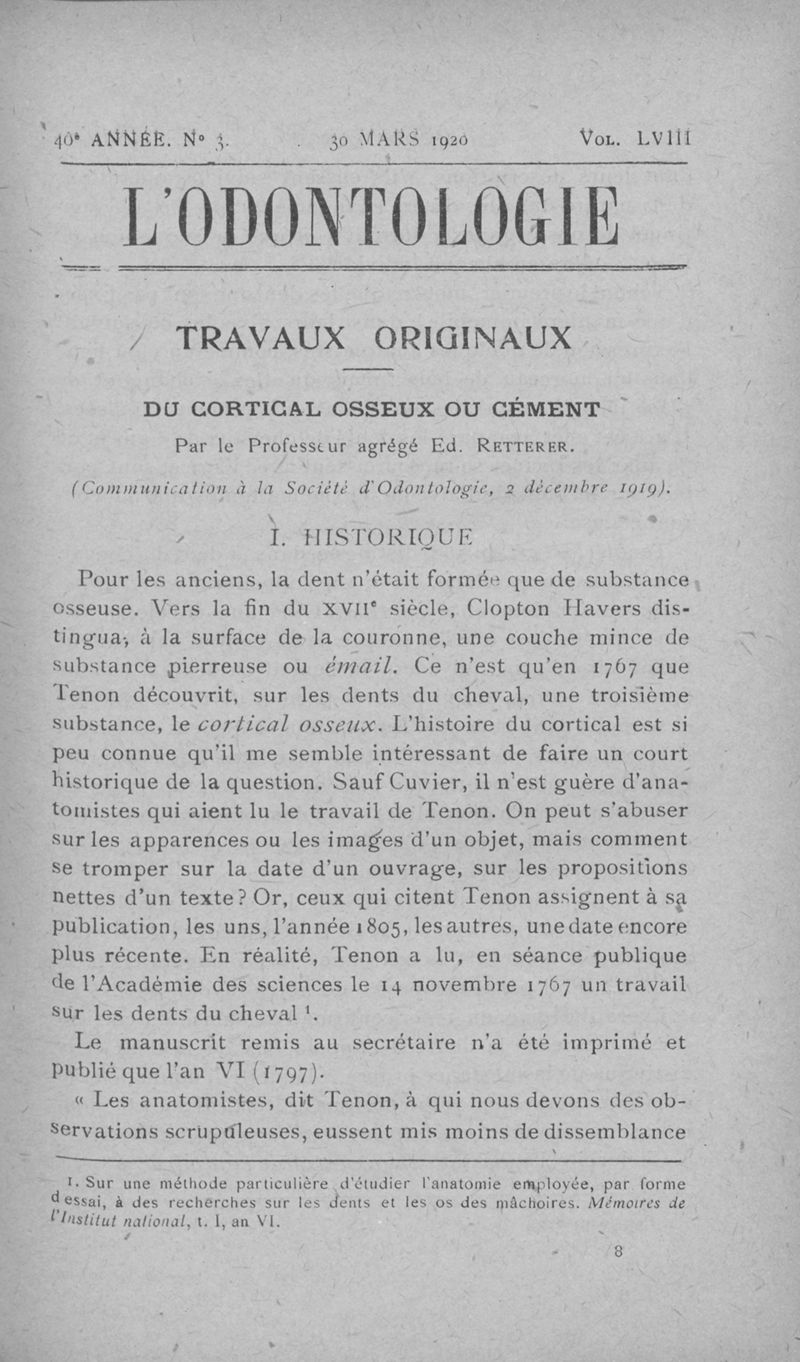 40e ANNÉE. No 3. 30 MARS 1920 VOL. LVIII
L'ODONTOLOGIE
TRAVAUX ORIGINAUX
DU CORTICAL OSSEUX OU CÉMENT
Par le Professeur agrégé Ed. RETTERER.
(Communication à la Société d'Odontologie, 2 décembre 1919).
I. HISTORIQUE
Pour les anciens, la dent n'était formée que de substance
osseuse. Vers la fin du XVIIe siècle, Clopton Havers dis-
tingua, à la surface de la couronne, une couche mince de
substance pierreuse ou émail. Ce n'est qu'en 1767 que
Tenon découvrit, sur les dents du cheval, une troisième
substance, le cortical osseux. L'histoire du cortical est si
peu connue qu'il me semble intéressant de faire un court
historique de la question. Sauf Cuvier, il n'est guère d'ana-
tomistes qui aient lu le travail de Tenon. On peut s'abuser
sur les apparences ou les images d'un objet, mais comment
se tromper sur la date d'un ouvrage, sur les propositions
nettes d'un texte? Or, ceux qui citent Tenon assignent à sa
publication, les uns, l'année 1805, les autres, une date encore
plus récente. En réalité, Tenon a lu, en séance publique
de l'Académie des sciences le 14 novembre 1767 un travail
sur les dents du cheval 1.
Le manuscrit remis au secrétaire n'a été imprimé et
publié que l'an VI (1797).
« Les anatomistes, dit Tenon, à qui nous devons des ob-
servations scrupuleuses, eussent mis moins de dissemblance
1. Sur une méthode particulière d'étudier l'anatomie employée, par forme
d'essai, à des recherches sur les dents et les os des mâchoires. Mémoires de
l'Institut national, t. I, an VI.
8